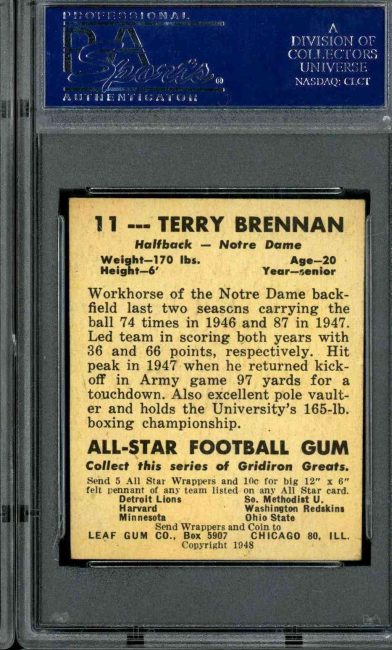 PROFESSIONAL
PSA
Sports
®
AUTHENTICATOR
A
DIVISION OF
COLLECTORS
UNIVERSE
NASDAQ: CLCT
11 --- TERRY BRENNAN
Halfback — Notre Dame
Weight—170 lbs. Age—20
Height—6' Year—senior
Workhorse of the Notre Dame back-
field last two seasons carrying the
ball 74 times in 1946 and 87 in 1947.
Led team in scoring both years with
36 and 66 points, respectively. Hit
peak in 1947 when he returned kick-
off in Army game 97 yards for a
touchdown. Also excellent pole vault-
er and holds the University's 165-lb.
boxing championship.
ALL-STAR FOOTBALL GUM
Collect this series of Gridiron Greats.
Send 5 All Star Wrappers and 10c for big 12" x 6"
felt pennant of any team listed on any All Star card.
Detroit Lions So. Methodist U.
Harvard Washington Redskins
Minnesota Ohio State
Send Wrappers and Coin to
LEAF GUM CO., Box 5907 CHICAGO 80, ILL.
Copyright 1948